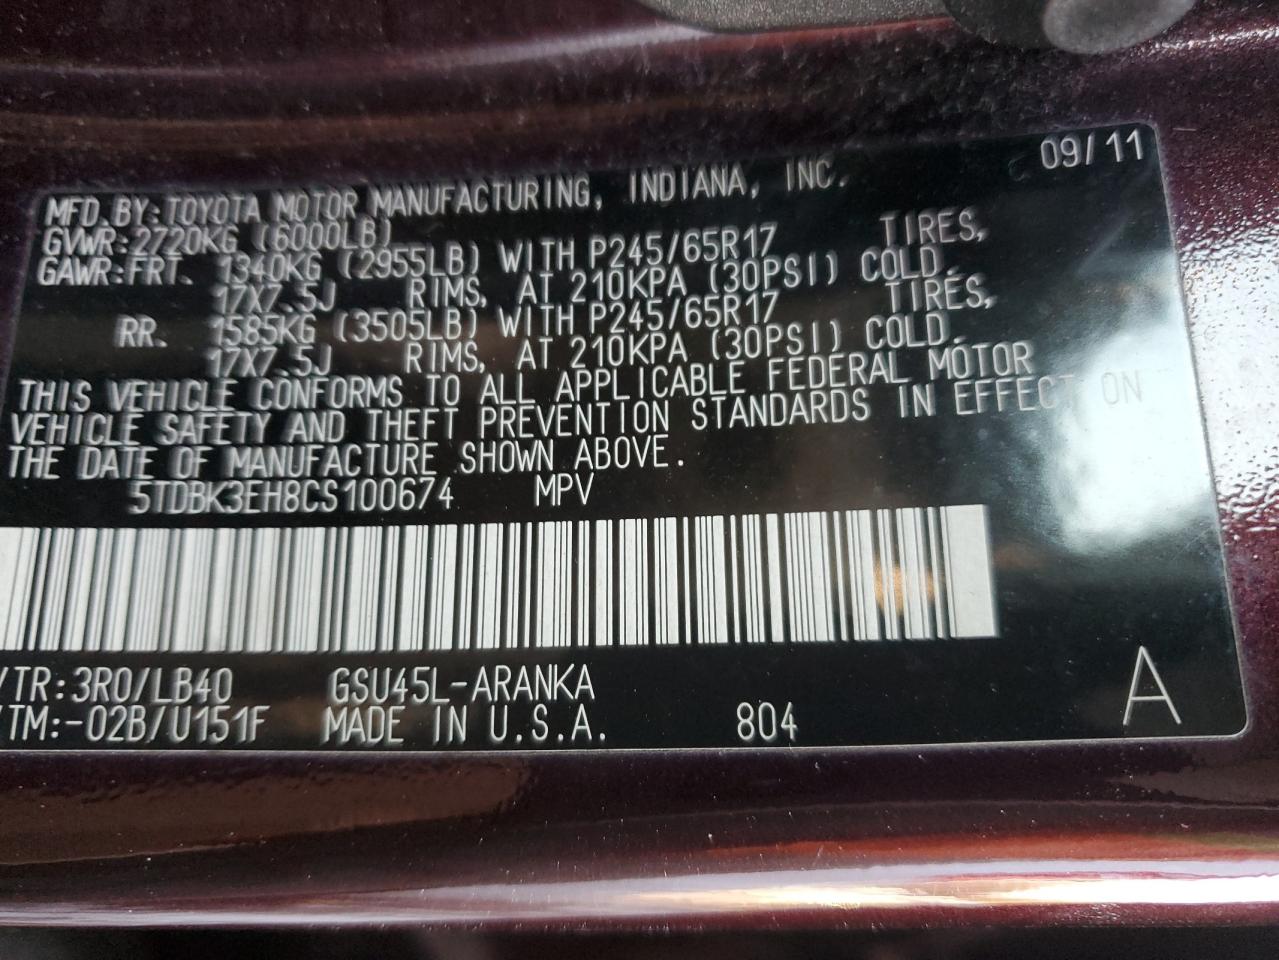 09/11
MFD.BY:TOYOTA MOTOR MANUFACTURING, INDIANA, INC.
GVWR:2720KG (6000LB)
GAWR:FRT. 1340KG (2955LB) WITH P245/65R17 TIRES,
17X7.5J RIMS, AT 210KPA (30PSI) COLD.
RR. 1585KG (3505LB) WITH P245/65R17 TIRES,
17X7.5J RIMS, AT 210KPA (30PSI) COLD.
THIS VEHICLE CONFORMS TO ALL APPLICABLE FEDERAL MOTOR
VEHICLE SAFETY AND THEFT PREVENTION STANDARDS IN EFFECT ON
THE DATE OF MANUFACTURE SHOWN ABOVE.
5TDBK3EH8CS100674 MPV
/TR:3R0/LB40 GSU45L-ARANKA
/TM:-02B/U151F MADE IN U.S.A. 804 A